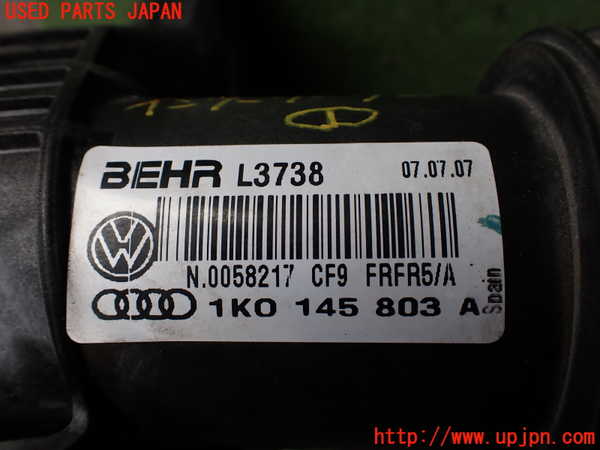 USED PARTS JAPAN
BEHR L3738 07.07.07
N.0058217 CF9 FRFR5/A
1K0 145 803 A
Spain
http://www.upjpn.com/